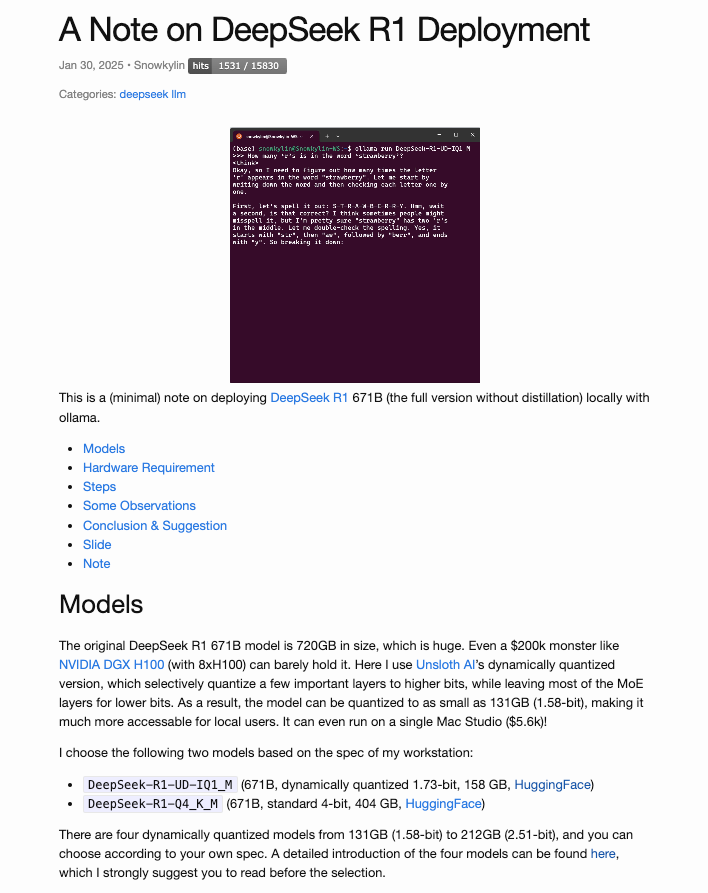 A Note on DeepSeek R1 Deployment
Jan 30, 2025 • Snowkylin hits 1531 / 15830
Categories: deepseek llm
(base) snowkylin@Snowkylin-WS:~$ ollama run DeepSeek-R1-UD-IQ1_M
>>> How many 'r's is in the word "strawberry"?
<think>
Okay, so I need to figure out how many times the letter
'r' appears in the word "strawberry". Let me start by
writing down the word and then checking each letter one by
one.
First, let's spell it out: S-T-R-A-W-B-E-R-R-Y. Hmm, wait
a second, is that correct? I think sometimes people might
misspell it, but I'm pretty sure "strawberry" has two 'r's
in the middle. Let me double-check the spelling. Yes, it
starts with "str", then "aw", followed by "berr", and ends
with "y". So breaking it down:
This is a (minimal) note on deploying DeepSeek R1 671B (the full version without distillation) locally with
ollama.
• Models
• Hardware Requirement
• Steps
• Some Observations
• Conclusion & Suggestion
• Slide
• Note
Models
The original DeepSeek R1 671B model is 720GB in size, which is huge. Even a $200k monster like
NVIDIA DGX H100 (with 8xH100) can barely hold it. Here I use Unsloth AI's dynamically quantized
version, which selectively quantize a few important layers to higher bits, while leaving most of the MoE
layers for lower bits. As a result, the model can be quantized to as small as 131GB (1.58-bit), making it
much more accessable for local users. It can even run on a single Mac Studio ($5.6k)!
I choose the following two models based on the spec of my workstation:
• DeepSeek-R1-UD-IQ1_M (671B, dynamically quantized 1.73-bit, 158 GB, HuggingFace)
• DeepSeek-R1-Q4_K_M (671B, standard 4-bit, 404 GB, HuggingFace)
There are four dynamically quantized models from 131GB (1.58-bit) to 212GB (2.51-bit), and you can
choose according to your own spec. A detailed introduction of the four models can be found here,
which I strongly suggest you to read before the selection.